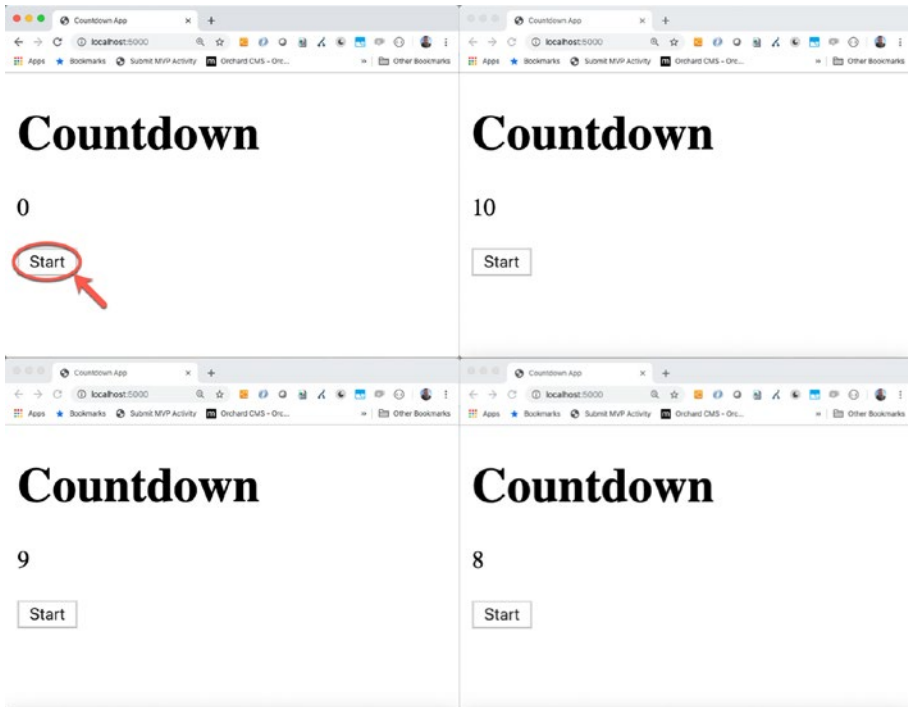 Countdown App × +
localhost:5000
Apps Bookmarks Submit MVP Activity Orchard CMS - Orc... » Other Bookmarks
Countdown
0
Start
Countdown App × +
localhost:5000
Apps Bookmarks Submit MVP Activity Orchard CMS - Orc... » Other Bookmarks
Countdown
10
Start
Countdown App × +
localhost:5000
Apps Bookmarks Submit MVP Activity Orchard CMS - Orc... » Other Bookmarks
Countdown
9
Start
Countdown App × +
localhost:5000
Apps Bookmarks Submit MVP Activity Orchard CMS - Orc... » Other Bookmarks
Countdown
8
Start